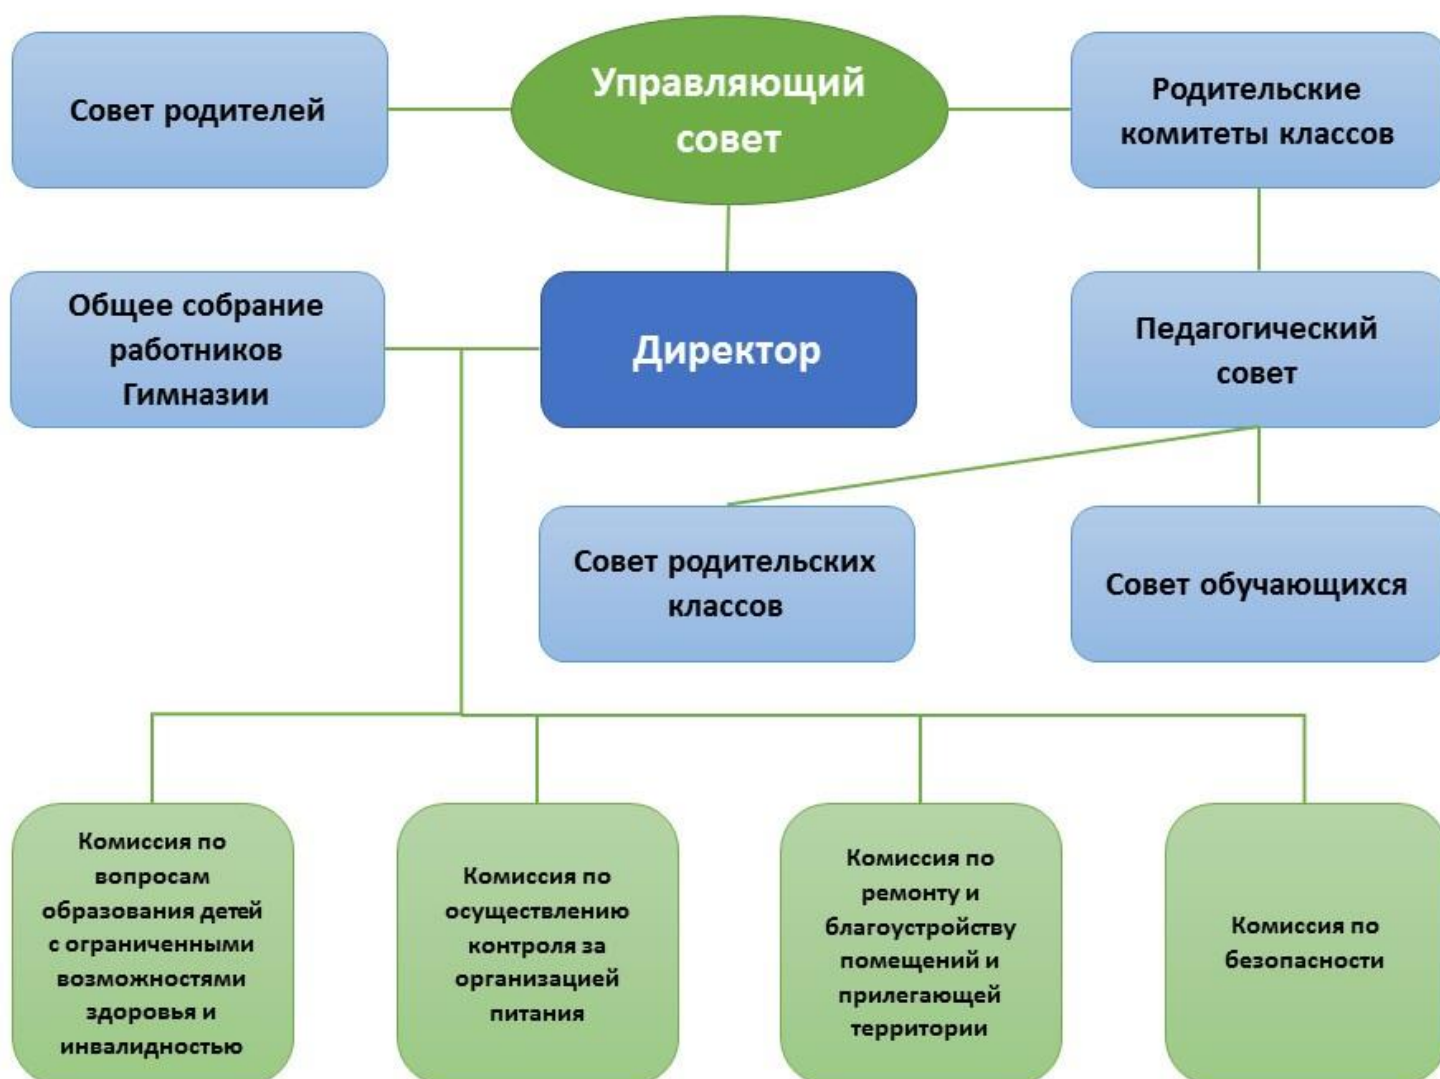 Совет родителей
Управляющий
совет
Родительские
комитеты классов
Общее собрание
работников
Гимназии
Директор
Педагогический
совет
Совет родительских
классов
Совет обучающихся
Комиссия по
вопросам
образования детей
с ограниченными
возможностями
здоровья и
инвалидностью
Комиссия по
осуществлению
контроля за
организацией
питания
Комиссия по
ремонту и
благоустройству
помещений и
прилегающей
территории
Комиссия по
безопасности